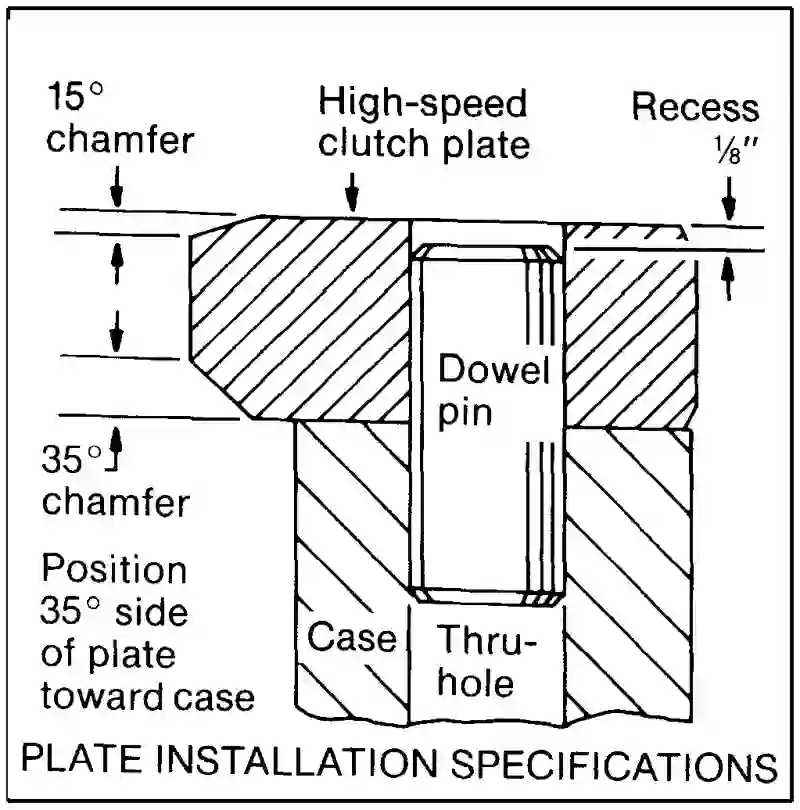 15°
chamfer
High-speed
clutch plate
Recess
⅛"
Dowel
pin
35°
chamfer
Position
35° side
of plate
toward case
Case
Thru-
hole
PLATE INSTALLATION SPECIFICATIONS